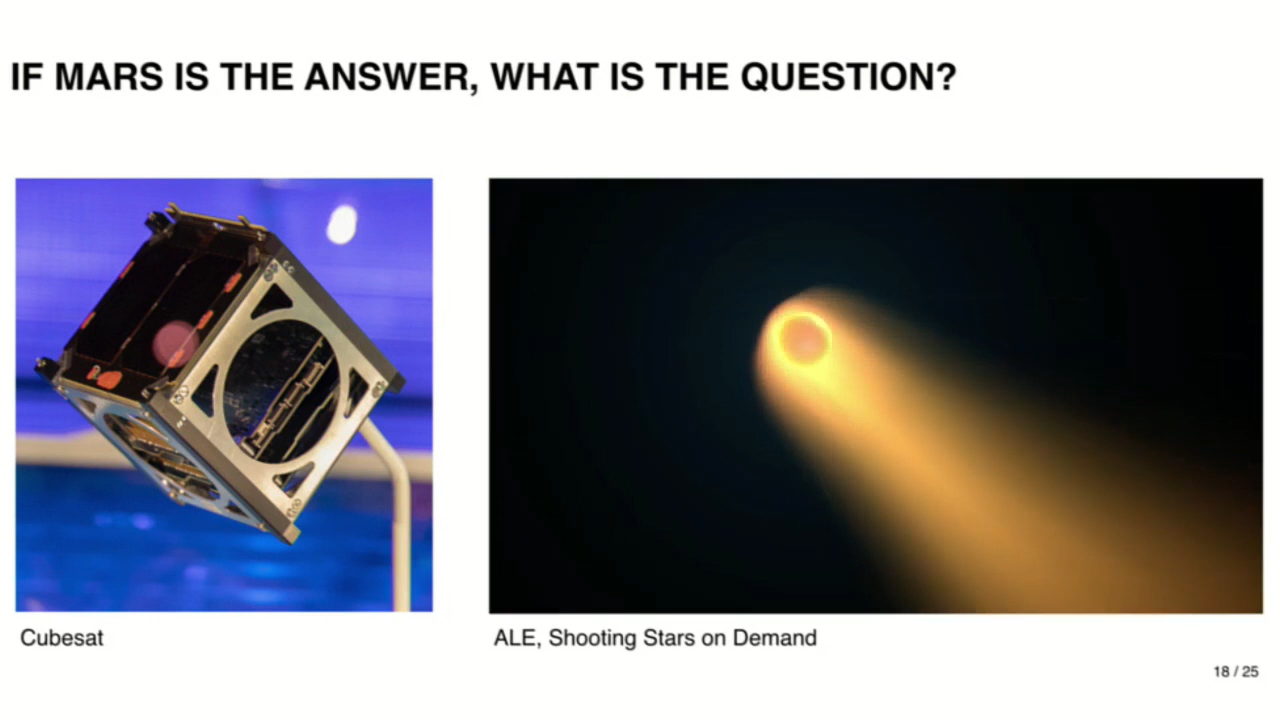 IF MARS IS THE ANSWER, WHAT IS THE QUESTION?
Cubesat
ALE, Shooting Stars on Demand
18 / 25